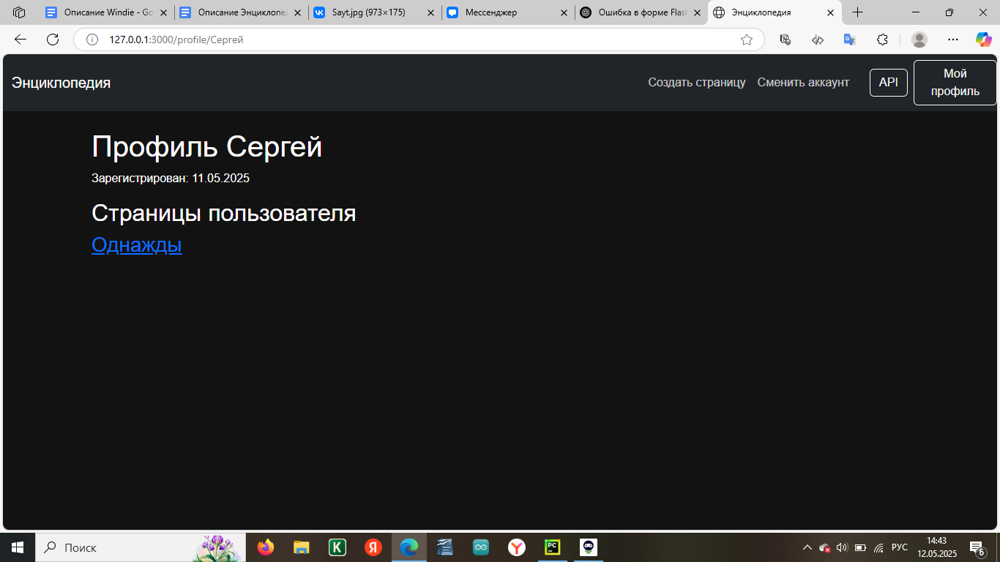 Описание Windie - Go
Описание Энциклопед
Sayt.jpg (973×175)
Мессенджер
Ошибка в форме Flas
Энциклопедия
127.0.0.1:3000/profile/Сергей
Энциклопедия
Создать страницу
Сменить аккаунт
API
Мой
профиль
Профиль Сергей
Зарегистрирован: 11.05.2025
Страницы пользователя
Однажды
Поиск
K
Я
Y
PC
РУС
14:43
12.05.2025
6